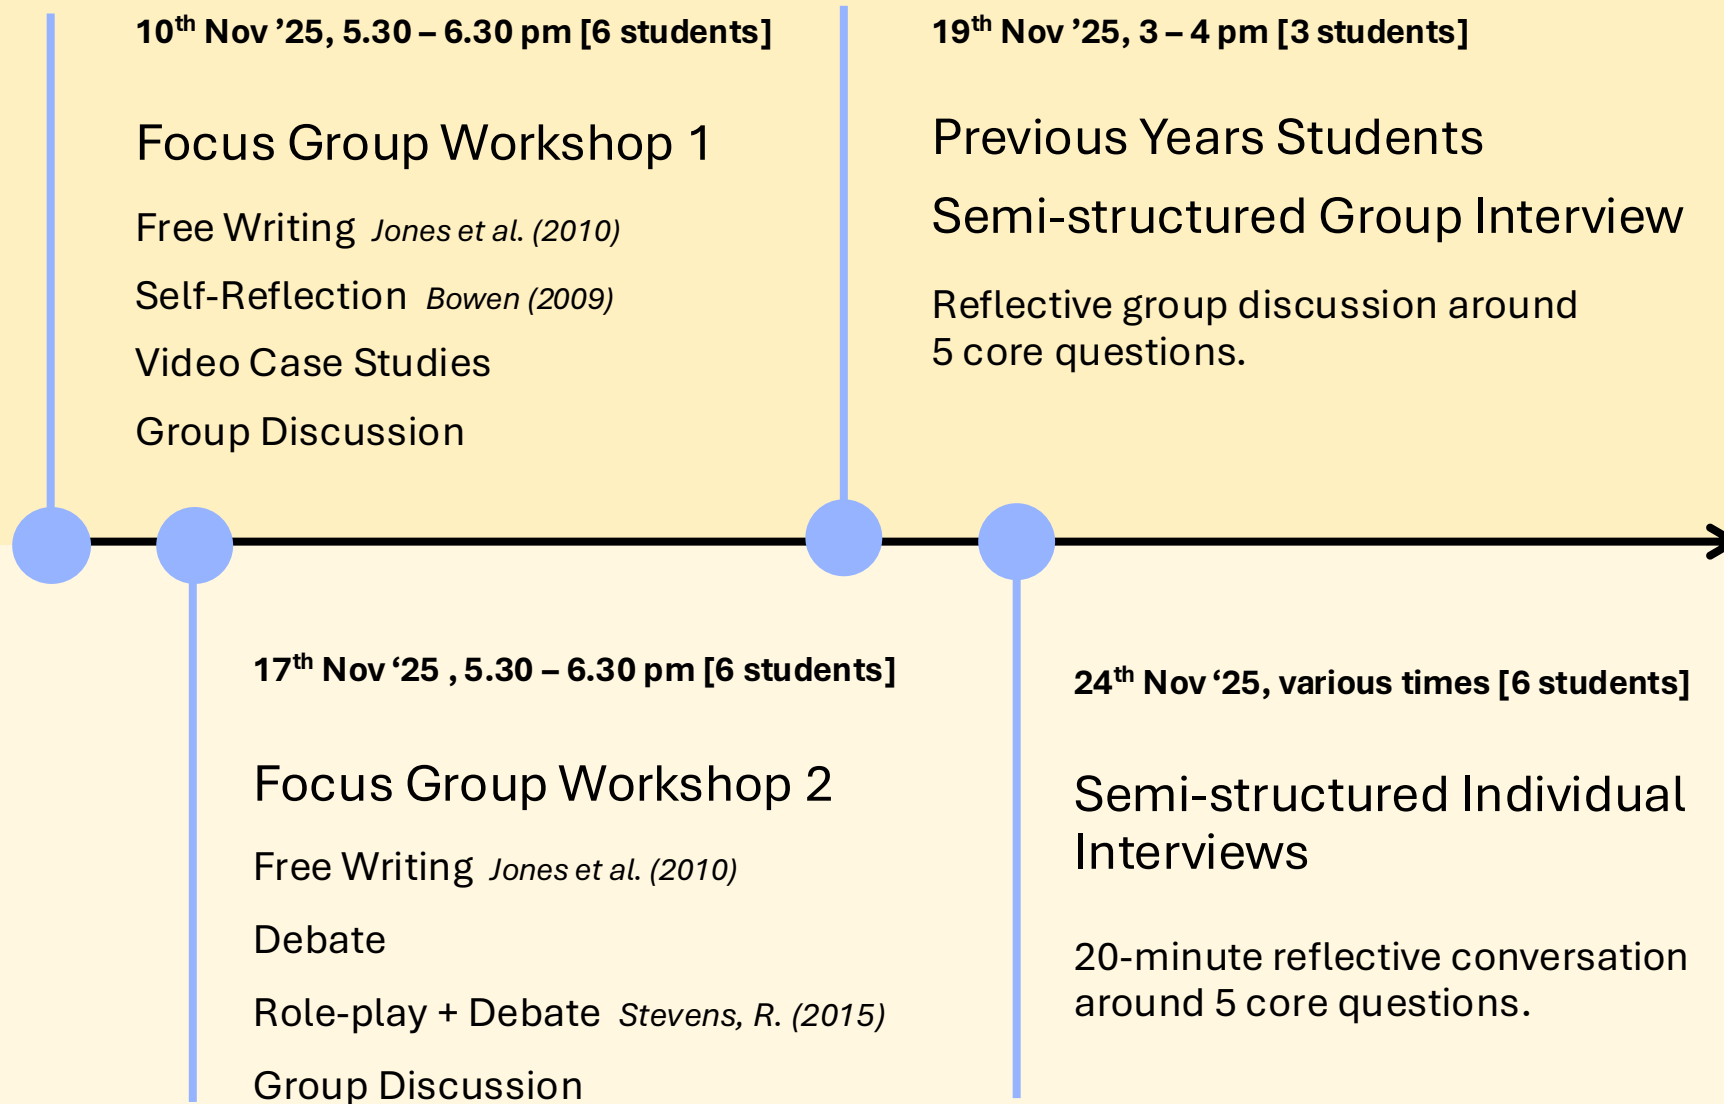 10th Nov ’25, 5.30 – 6.30 pm [6 students]
Focus Group Workshop 1
Free Writing Jones et al. (2010)
Self-Reflection Bowen (2009)
Video Case Studies
Group Discussion
19th Nov ’25, 3 – 4 pm [3 students]
Previous Years Students
Semi-structured Group Interview
Reflective group discussion around
5 core questions.
17th Nov ‘25 , 5.30 – 6.30 pm [6 students]
Focus Group Workshop 2
Free Writing Jones et al. (2010)
Debate
Role-play + Debate Stevens, R. (2015)
Group Discussion
24th Nov ‘25, various times [6 students]
Semi-structured Individual
Interviews
20-minute reflective conversation
around 5 core questions.